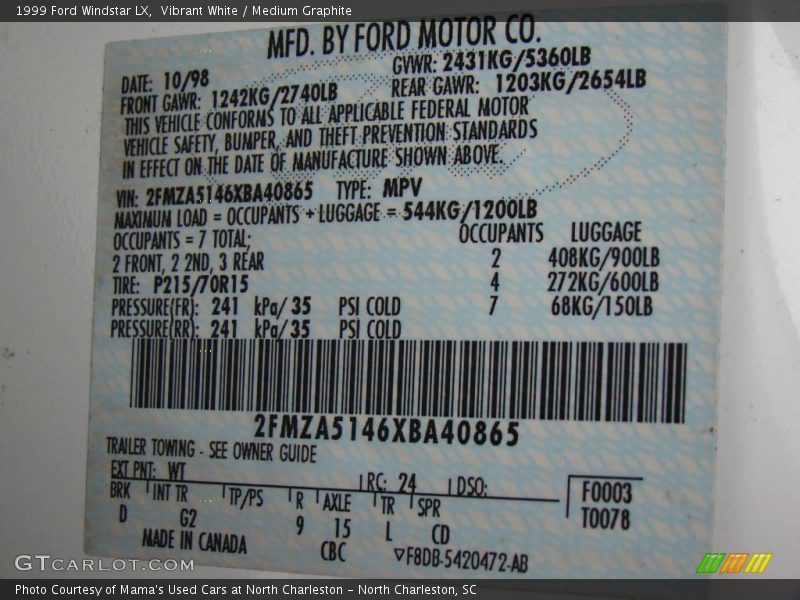 1999 Ford Windstar LX,  Vibrant White / Medium Graphite
MFD. BY FORD MOTOR CO.
DATE: 10/98 GVWR: 2431KG/5360LB
FRONT GAWR: 1242KG/2740LB REAR GAWR: 1203KG/2654LB
THIS VEHICLE CONFORMS TO ALL APPLICABLE FEDERAL MOTOR
VEHICLE SAFETY, BUMPER, AND THEFT PREVENTION STANDARDS
IN EFFECT ON THE DATE OF MANUFACTURE SHOWN ABOVE.
VIN: 2FMZA5146XBA40865 TYPE: MPV
MAXIMUM LOAD = OCCUPANTS + LUGGAGE = 544KG/1200LB
OCCUPANTS = 7 TOTAL; OCCUPANTS LUGGAGE
2 FRONT, 2 2ND, 3 REAR 2 408KG/900LB
TIRE: P215/70R15 4 272KG/600LB
PRESSURE(FR): 241 kPa/ 35 PSI COLD 7 68KG/150LB
PRESSURE(RR): 241 kPa/ 35 PSI COLD
2FMZA5146XBA40865
TRAILER TOWING - SEE OWNER GUIDE
EXT PNT: WT RC: 24 DSO: F0003
BRK INT TR TP/PS R AXLE TR SPR T0078
D G2 9 15 L CD
MADE IN CANADA CBC ▽F8DB-5420472-AB
GTCARLOT.COM
Photo Courtesy of Mama's Used Cars at North Charleston – North Charleston, SC